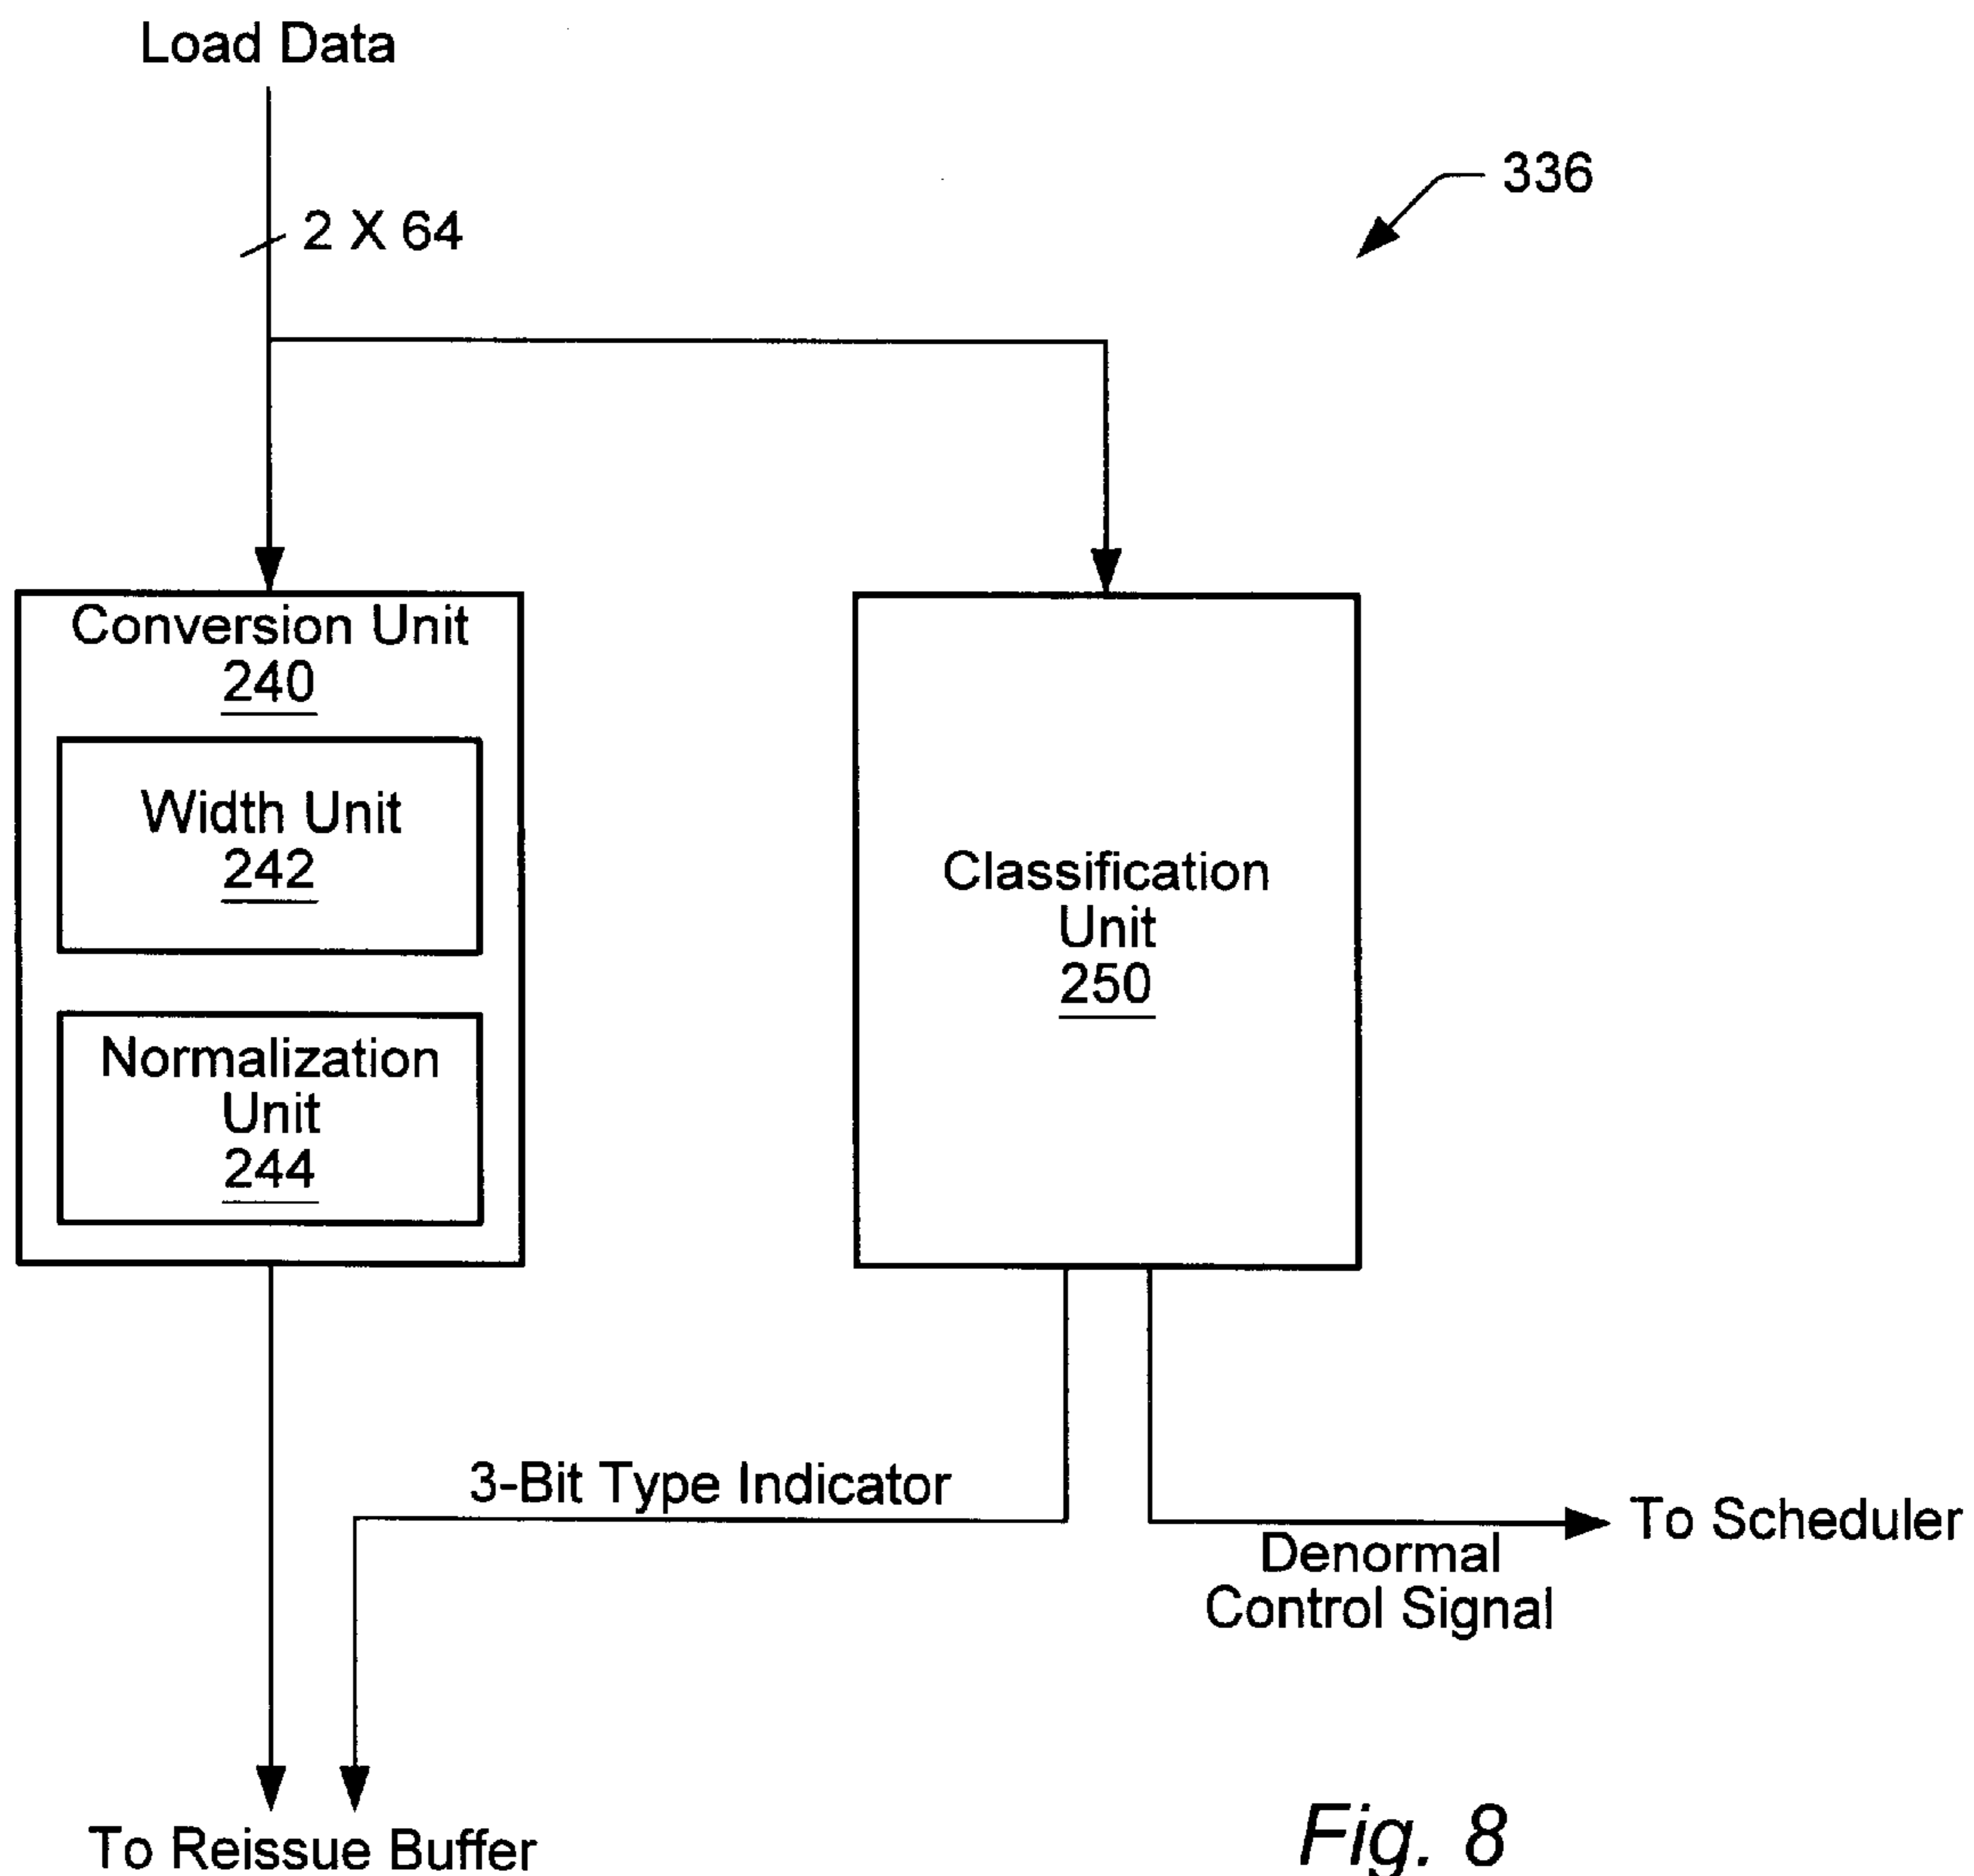 Load Data
336
2 X 64
Conversion Unit
240
Width Unit
242
Normalization
Unit
244
Classification
Unit
250
3-Bit Type Indicator
To Scheduler
Denormal
Control Signal
To Reissue Buffer
Fig. 8